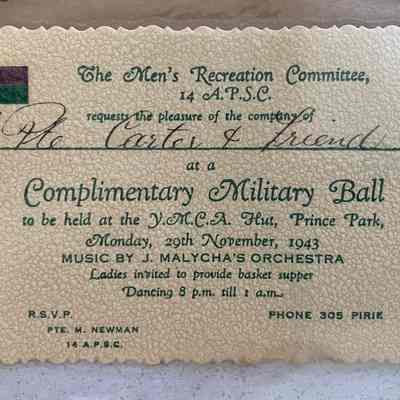 The Men's Recreation Committee,
14 A.P.S.C.
requests the pleasure of the company of
Pte Carter & friend
at a
Complimentary Military Ball
to be held at the Y.M.C.A. Hut, Prince Park,
Monday, 29th November, 1943
MUSIC BY J. MALYCHA'S ORCHESTRA
Ladies invited to provide basket supper
Dancing 8 p.m. till 1 a.m.
R.S.V.P. PHONE 305 PIRIE
PTE. M. NEWMAN
14 A.P.S.C.